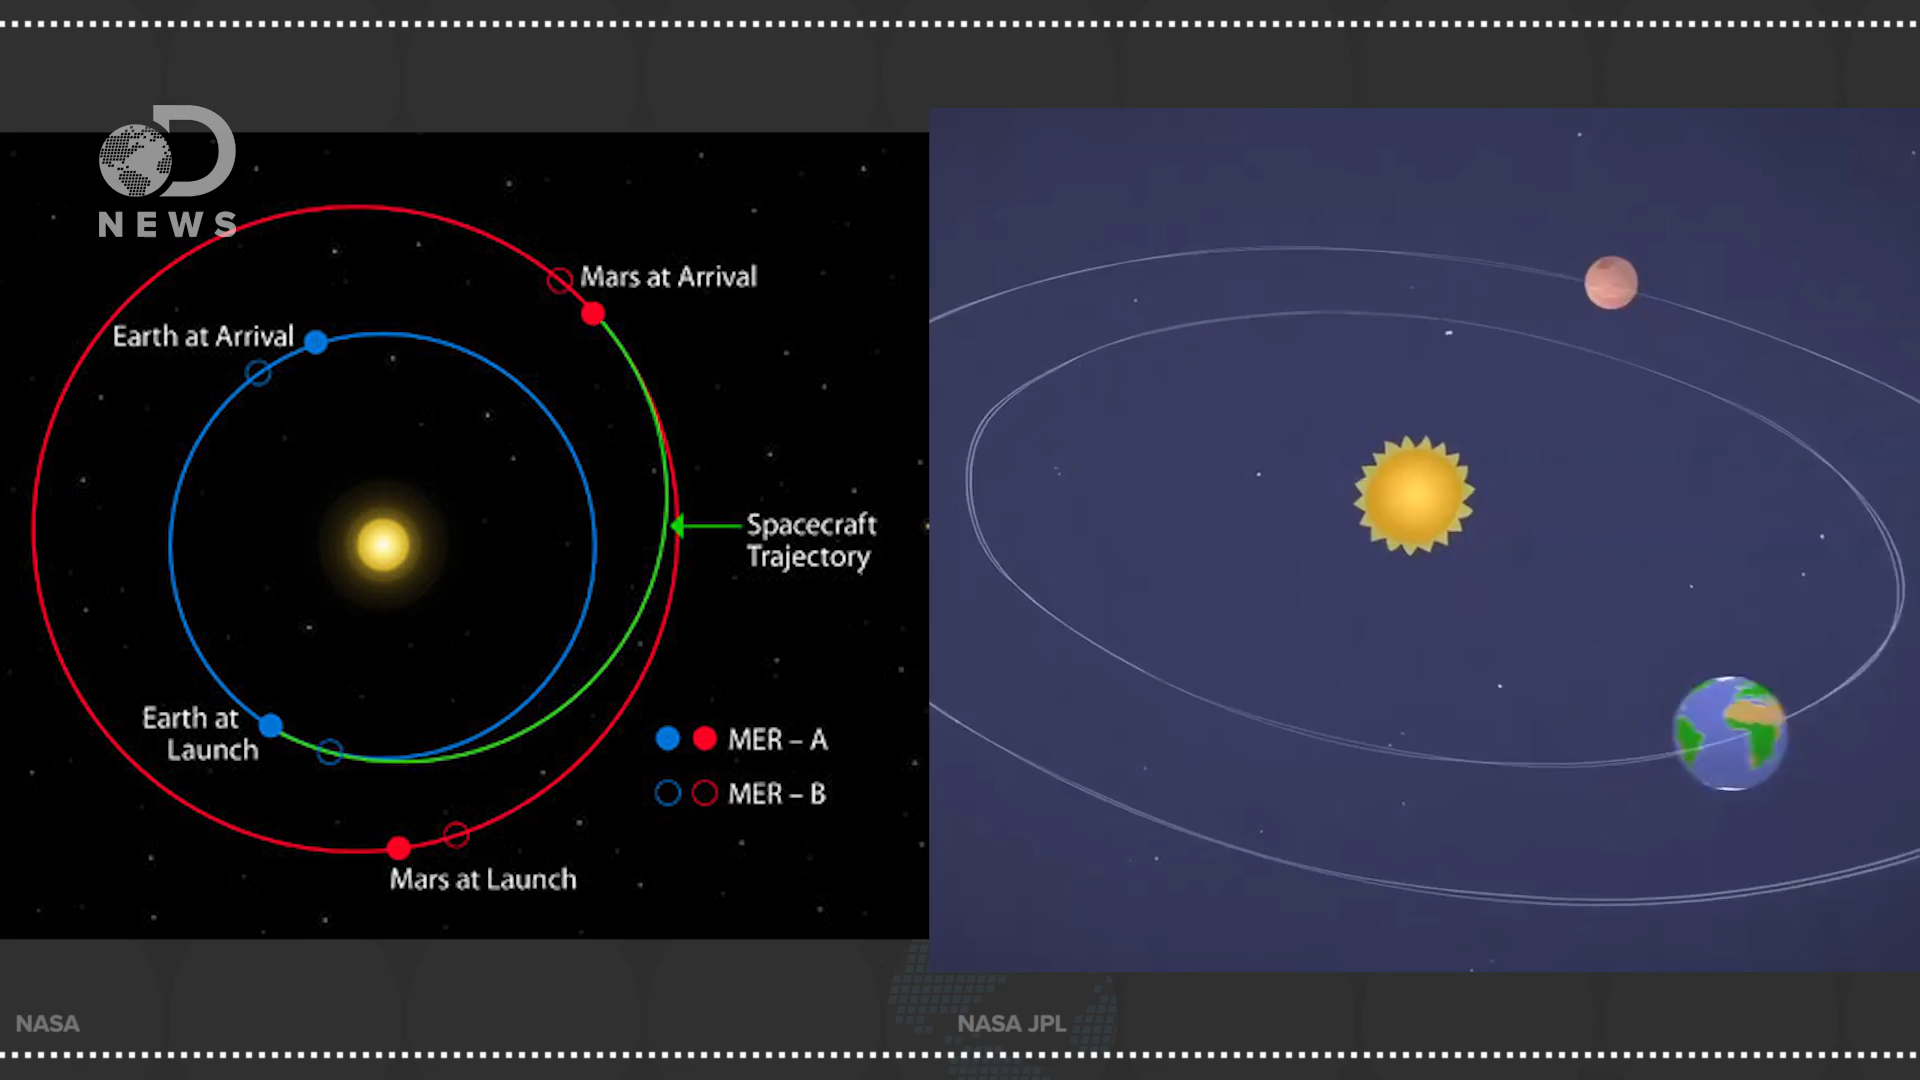 NEWS
Mars at Arrival
Earth at Arrival
Spacecraft
Trajectory
Earth at
Launch
MER – A
MER – B
Mars at Launch
NASA
NASA JPL